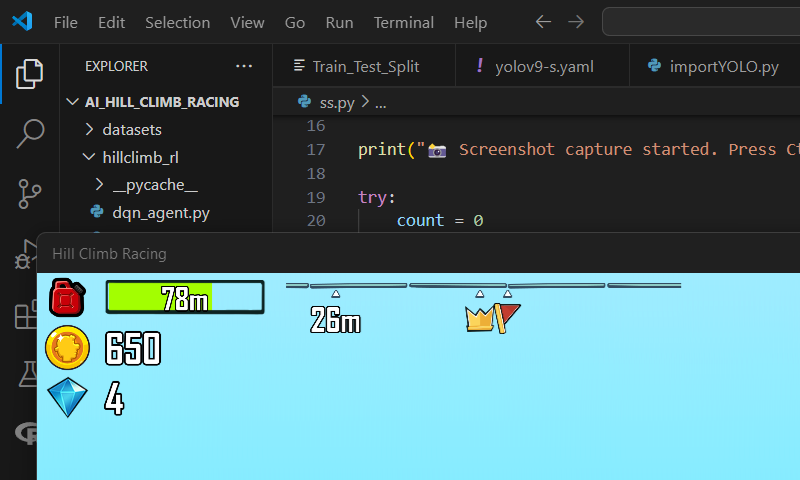 File Edit Selection View Go Run Terminal Help
EXPLORER ...
Train_Test_Split ! yolov9-s.yaml importYOLO.py
AI_HILL_CLIMB_RACING
ss.py > ...
datasets
hillclimb_rl
__pycache__
dqn_agent.py
16
17 print("📷 Screenshot capture started. Press Ct
18
19 try:
20 count = 0
Hill Climb Racing
78m
26m
650
4